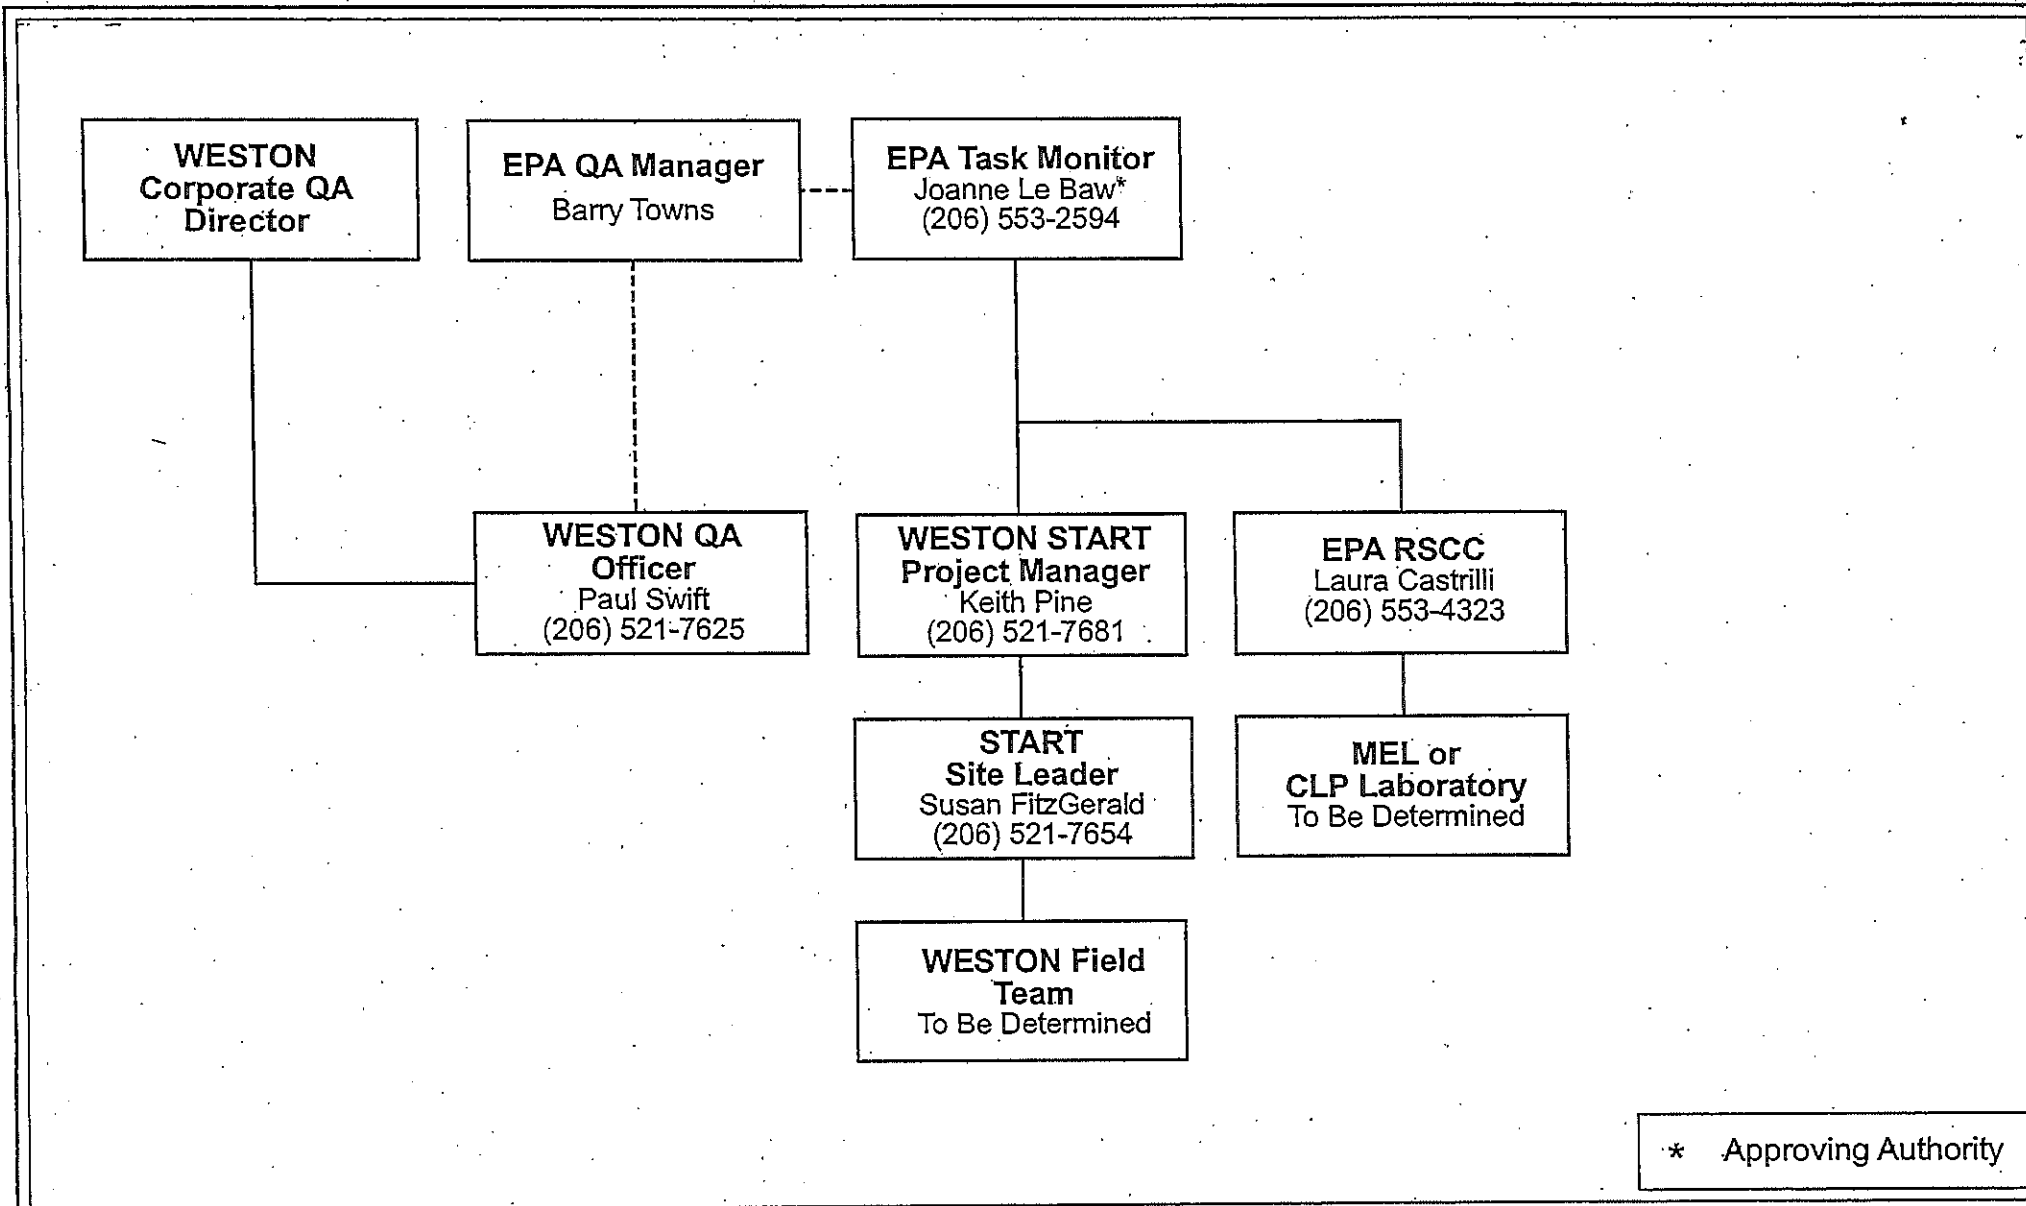 WESTON
Corporate QA
Director
EPA QA Manager
Barry Towns
EPA Task Monitor
Joanne Le Baw*
(206) 553-2594
WESTON QA
Officer
Paul Swift
(206) 521-7625
WESTON START
Project Manager
Keith Pine
(206) 521-7681
EPA RSCC
Laura Castrilli
(206) 553-4323
START
Site Leader
Susan FitzGerald
(206) 521-7654
MEL or
CLP Laboratory
To Be Determined
WESTON Field
Team
To Be Determined
* Approving Authority